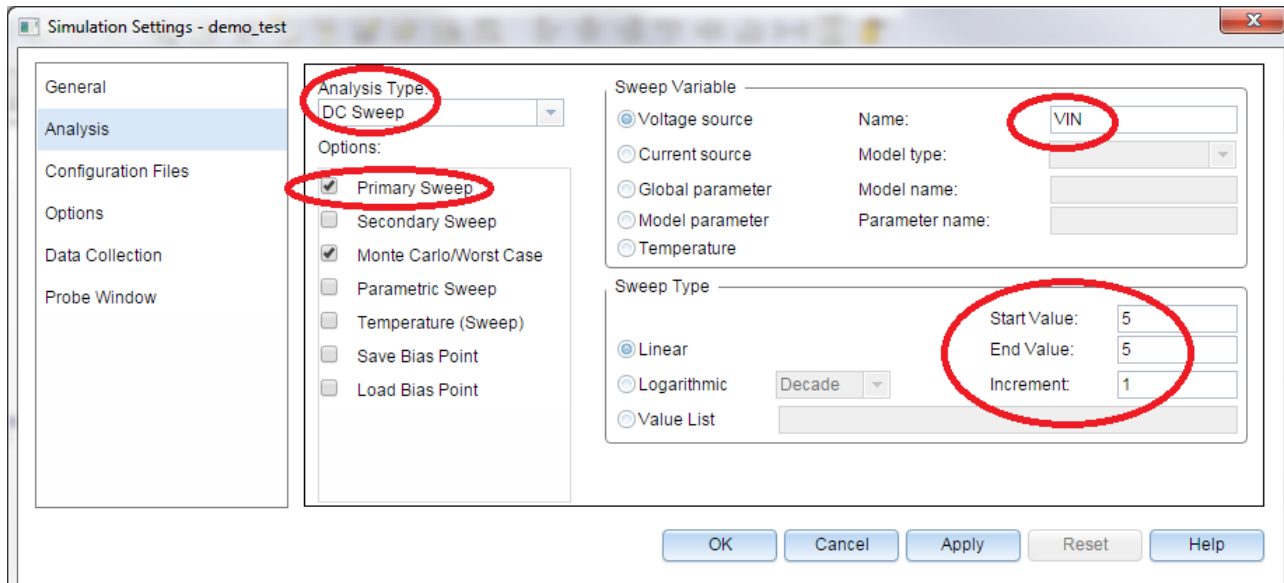 Simulation Settings - demo_test
General
Analysis
Configuration Files
Options
Data Collection
Probe Window
Analysis Type:
DC Sweep
Options:
Primary Sweep
Secondary Sweep
Monte Carlo/Worst Case
Parametric Sweep
Temperature (Sweep)
Save Bias Point
Load Bias Point
Sweep Variable
Voltage source Name: VIN
Current source Model type:
Global parameter Model name:
Model parameter Parameter name:
Temperature
Sweep Type
Start Value: 5
Linear End Value: 5
Logarithmic Decade Increment: 1
Value List
OK Cancel Apply Reset Help